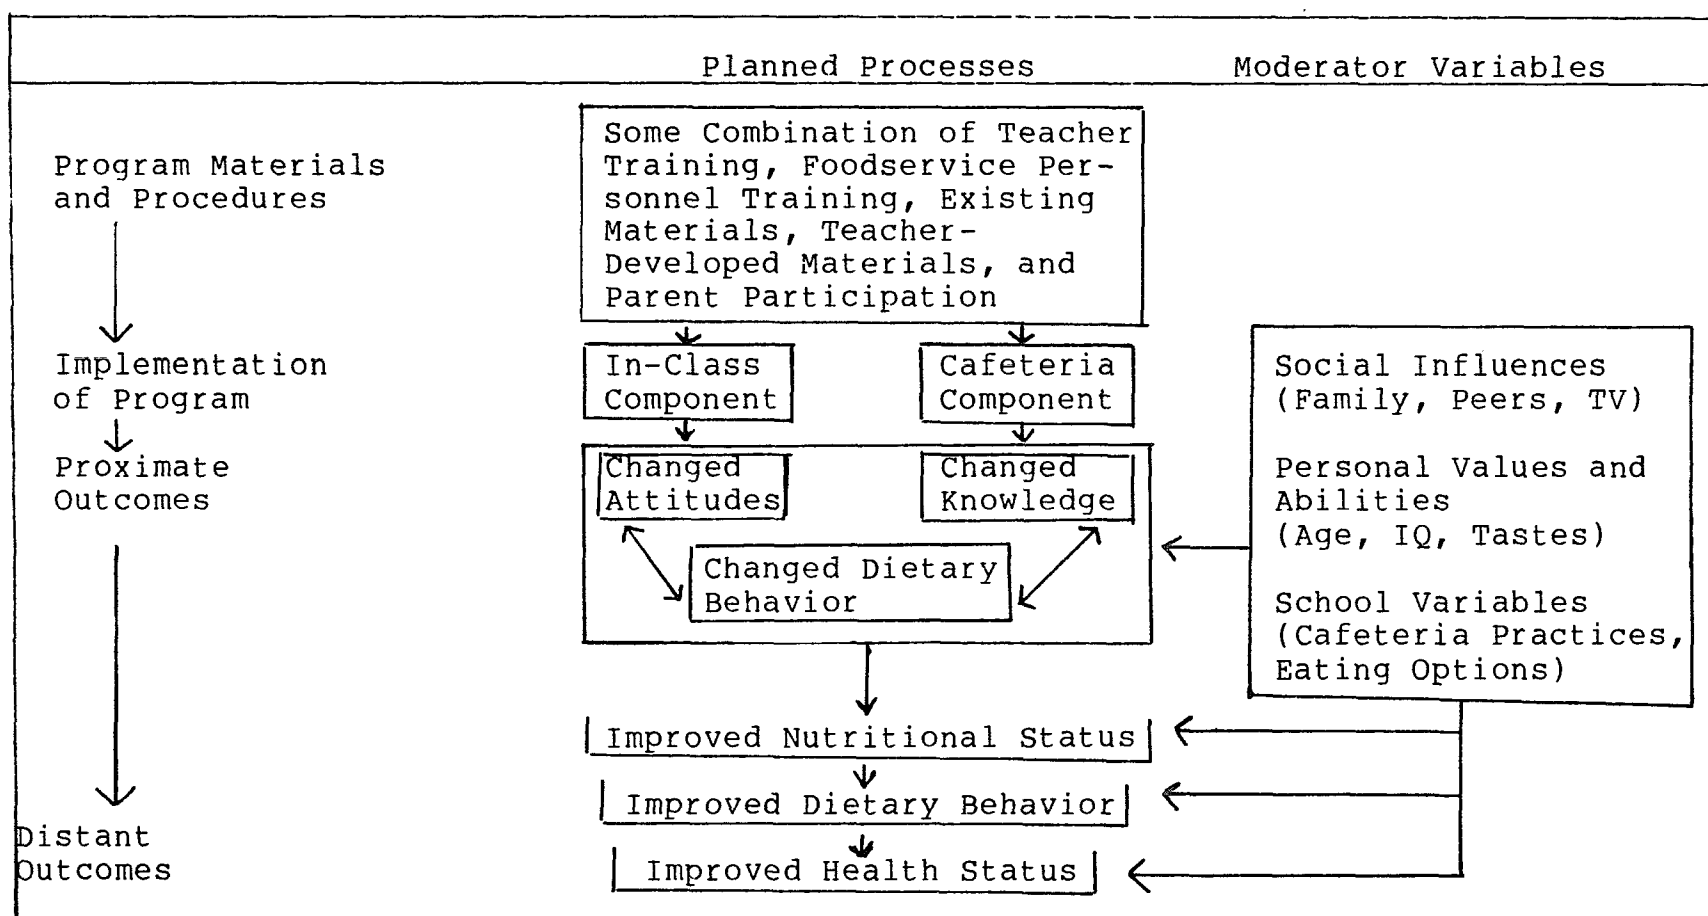 Planned Processes
Moderator Variables
Program Materials
and Procedures
Some Combination of Teacher
Training, Foodservice Per-
sonnel Training, Existing
Materials, Teacher-
Developed Materials, and
Parent Participation
Implementation
of Program
In-Class
Component
Cafeteria
Component
Proximate
Outcomes
Changed
Attitudes
Changed
Knowledge
Changed Dietary
Behavior
Social Influences
(Family, Peers, TV)
Personal Values and
Abilities
(Age, IQ, Tastes)
School Variables
(Cafeteria Practices,
Eating Options)
Improved Nutritional Status
Improved Dietary Behavior
Distant
Outcomes
Improved Health Status